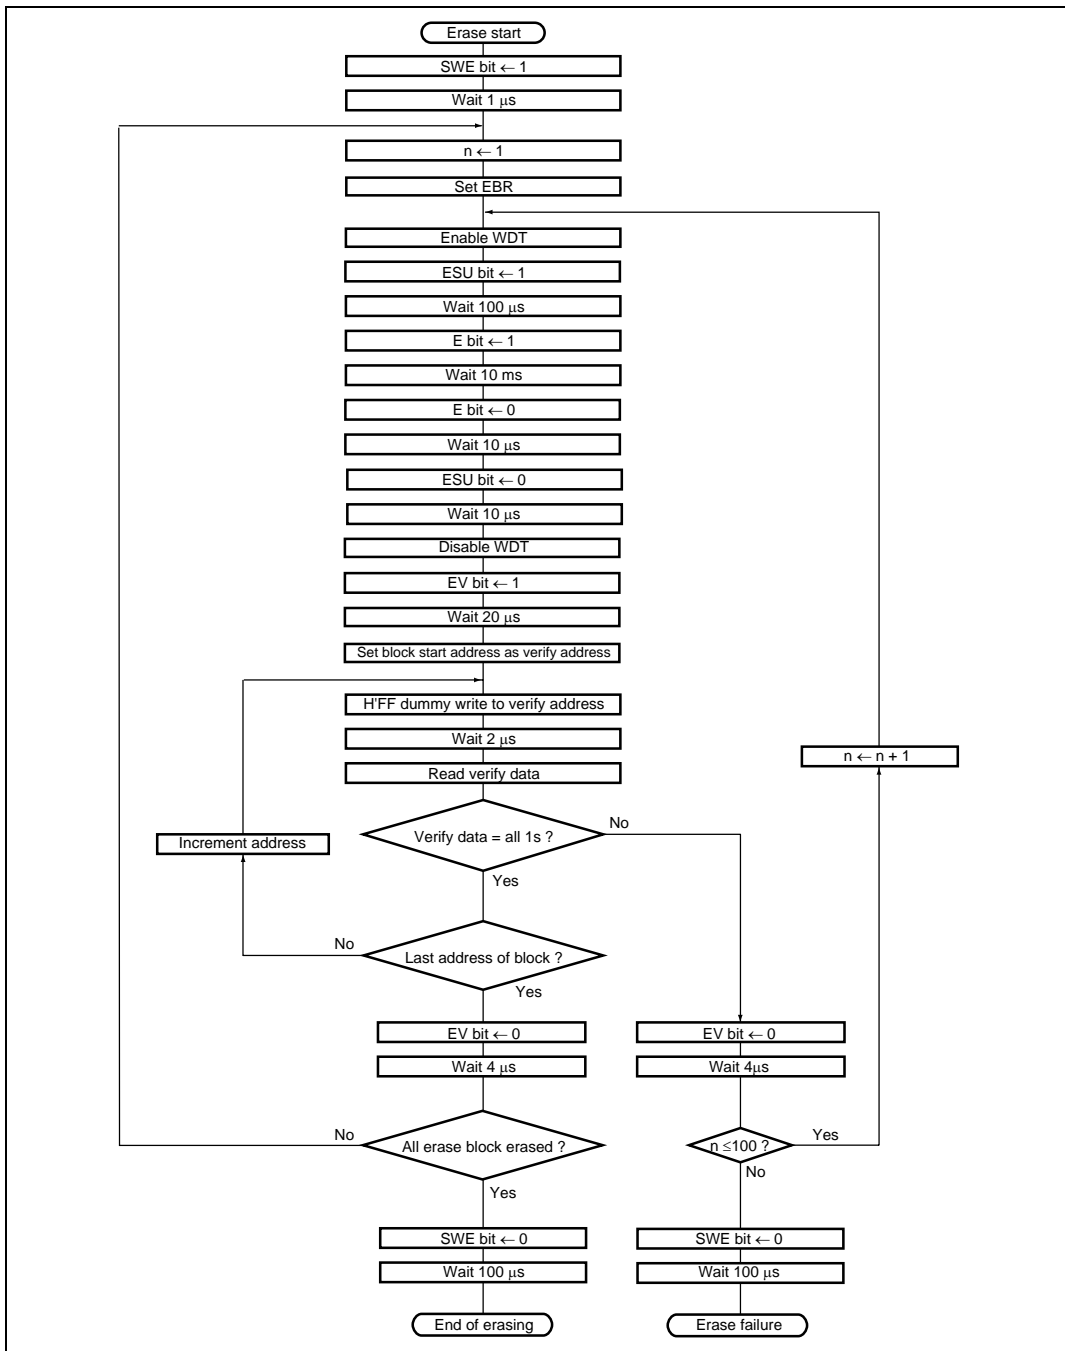 Erase start
SWE bit ← 1
Wait 1 μs
n ← 1
Set EBR
Enable WDT
ESU bit ← 1
Wait 100 μs
E bit ← 1
Wait 10 ms
E bit ← 0
Wait 10 μs
ESU bit ← 0
Wait 10 μs
Disable WDT
EV bit ← 1
Wait 20 μs
Set block start address as verify address
H'FF dummy write to verify address
Wait 2 μs
n ← n + 1
Read verify data
Verify data = all 1s ?
No
Increment address
Yes
No
Last address of block ?
Yes
EV bit ← 0
EV bit ← 0
Wait 4 μs
Wait 4μs
No
All erase block erased ?
n ≤100 ?
Yes
Yes
No
SWE bit ← 0
SWE bit ← 0
Wait 100 μs
Wait 100 μs
End of erasing
Erase failure